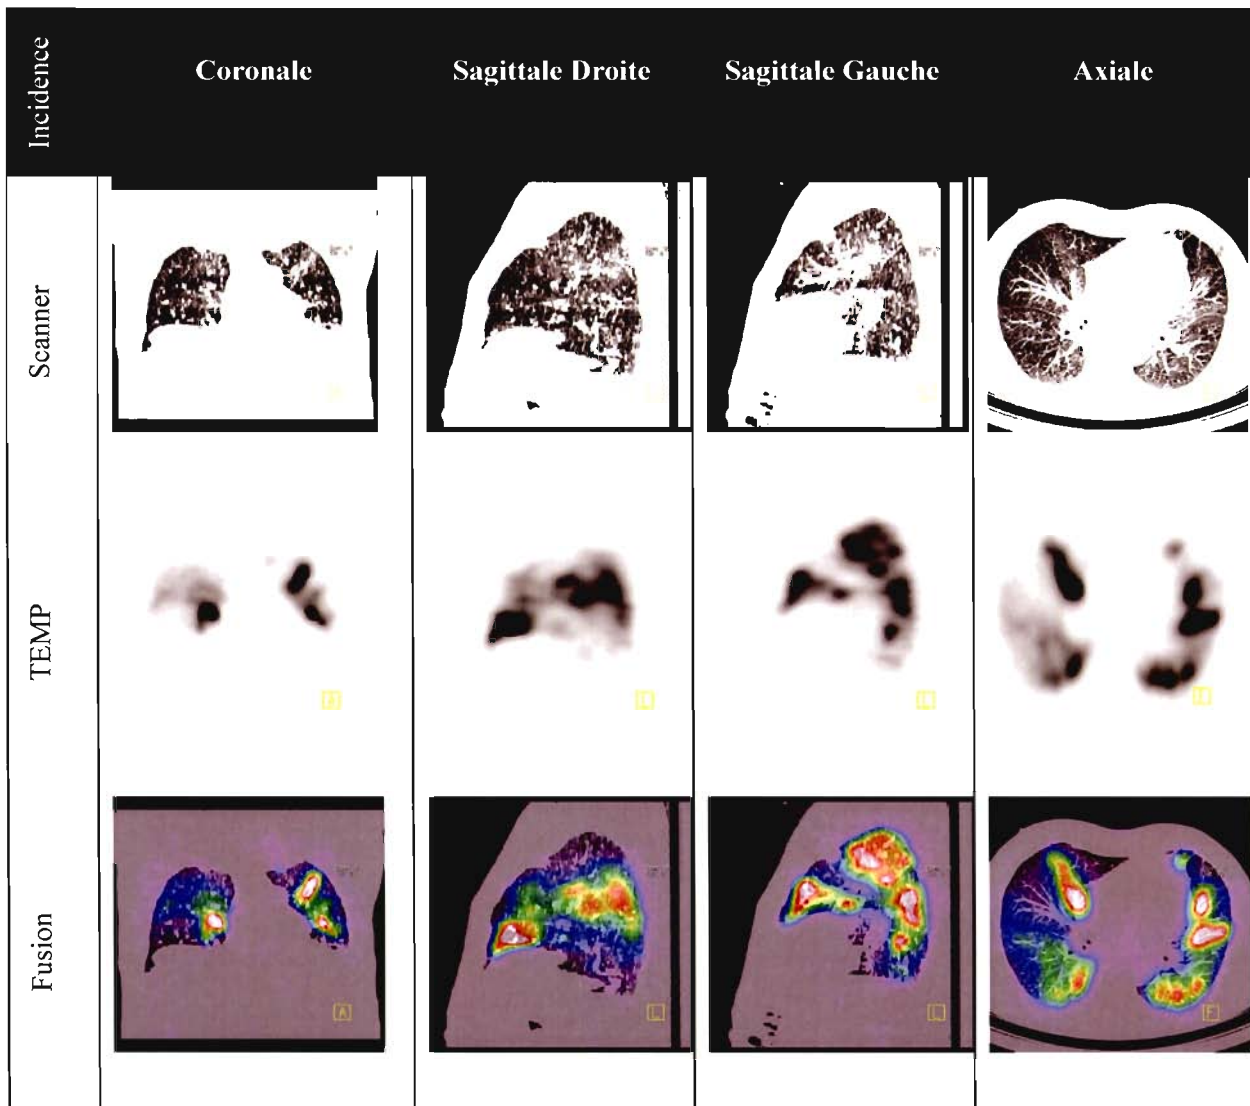 Incidence
Coronale
Sagittale Droite
Sagittale Gauche
Axiale
Scanner
TEMP
A
L
L
F
Fusion
A
L
L
F